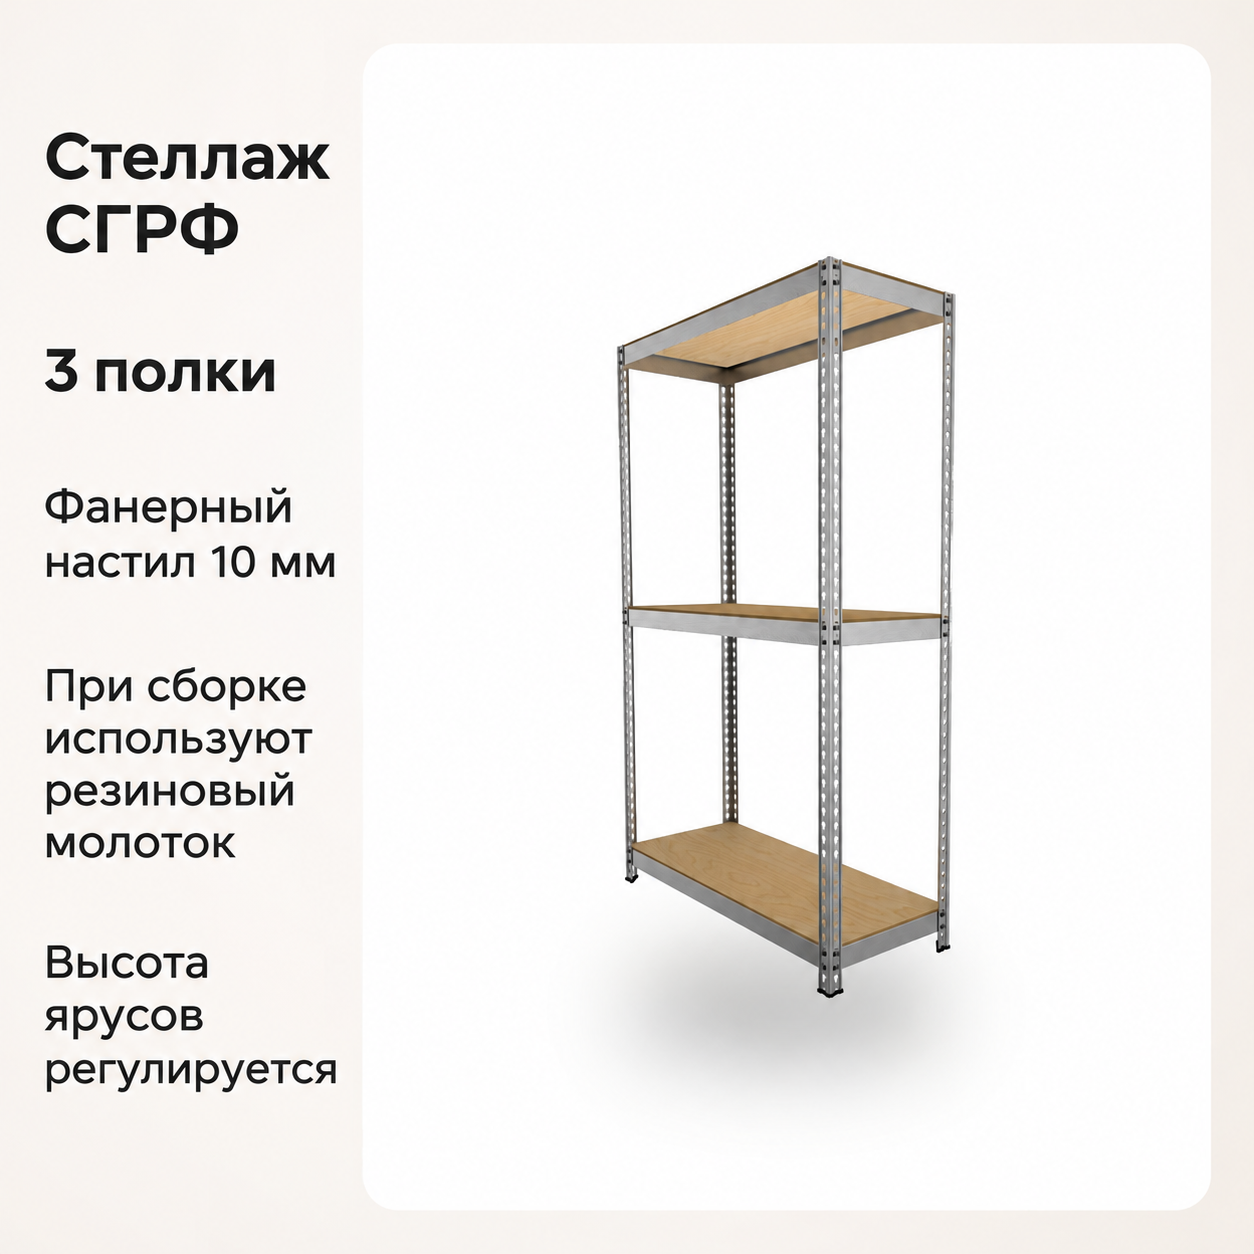 Стеллаж
СГРФ
3 полки
Фанерный
настил 10 мм
При сборке
используют
резиновый
молоток
Высота
ярусов
регулируется